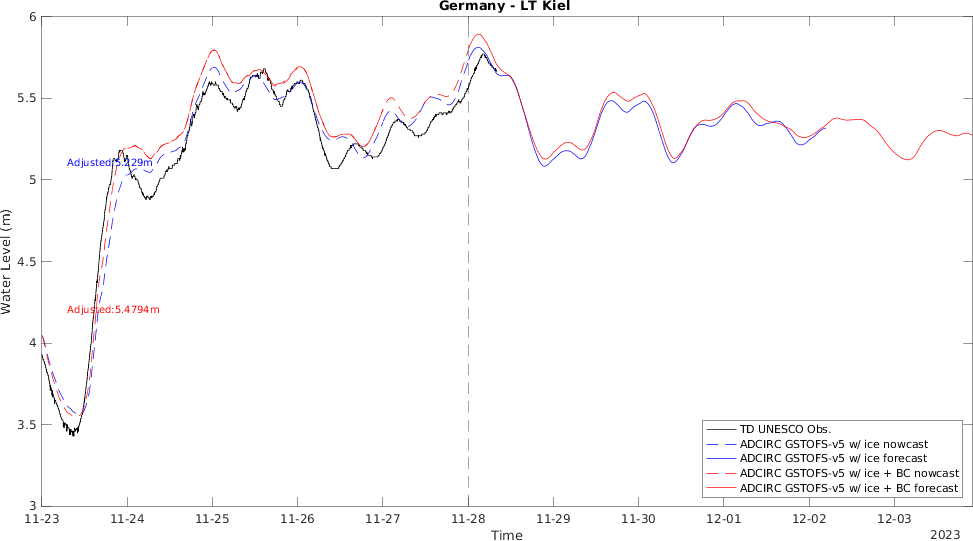 Germany - LT Kiel
6
5.5
5
4.5
4
3.5
3
Water Level (m)
Adjusted:5.229m
Adjusted:5.4794m
TD UNESCO Obs.
ADCIRC GSTOFS-v5 w/ ice nowcast
ADCIRC GSTOFS-v5 w/ ice forecast
ADCIRC GSTOFS-v5 w/ ice + BC nowcast
ADCIRC GSTOFS-v5 w/ ice + BC forecast
11-23 11-24 11-25 11-26 11-27 11-28 11-29 11-30 12-01 12-02 12-03
Time
2023